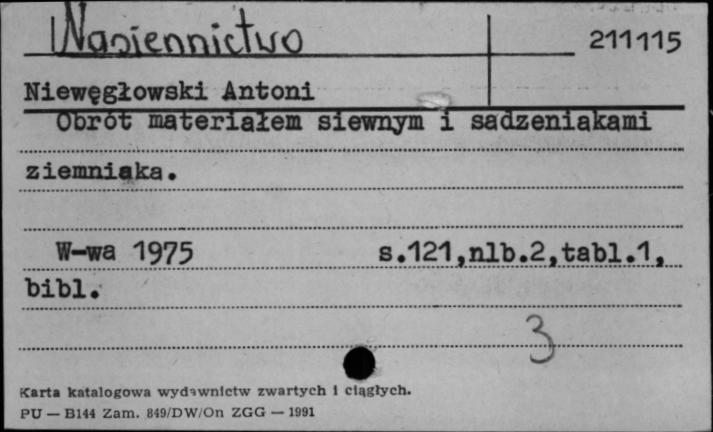 Nasiennictwo
211115
Niewęgłowski Antoni
Obrót materiałem siewnym i sadzeniakami
ziemniaka.
W-wa 1975 s.121,nlb.2,tabl.1,
bibl.
3
Karta katalogowa wydawnictw zwartych i ciągłych.
PU — B144 Zam. 849/DW/On ZGG — 1991